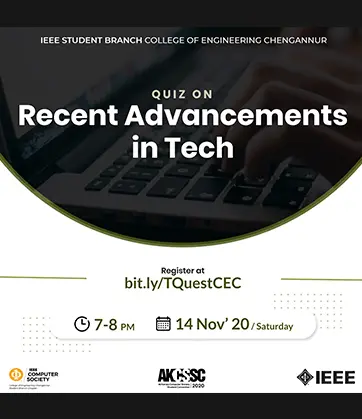 IEEE STUDENT BRANCH COLLEGE OF ENGINEERING CHENGANNUR
QUIZ ON
Recent Advancements
in Tech
Register at
bit.ly/TQuestCEC
7-8 PM
14 Nov' 20 / Saturday
IEEE
COMPUTER
SOCIETY
AKCSSC
2020
IEEE